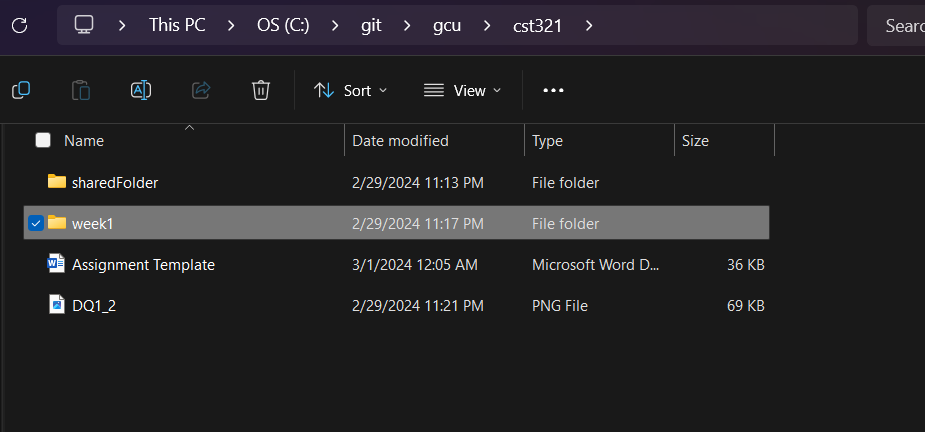 This PC > OS (C:) > git > gcu > cst321 >
Sort View
Name Date modified Type Size
sharedFolder 2/29/2024 11:13 PM File folder
week1 2/29/2024 11:17 PM File folder
Assignment Template 3/1/2024 12:05 AM Microsoft Word D... 36 KB
DQ1_2 2/29/2024 11:21 PM PNG File 69 KB